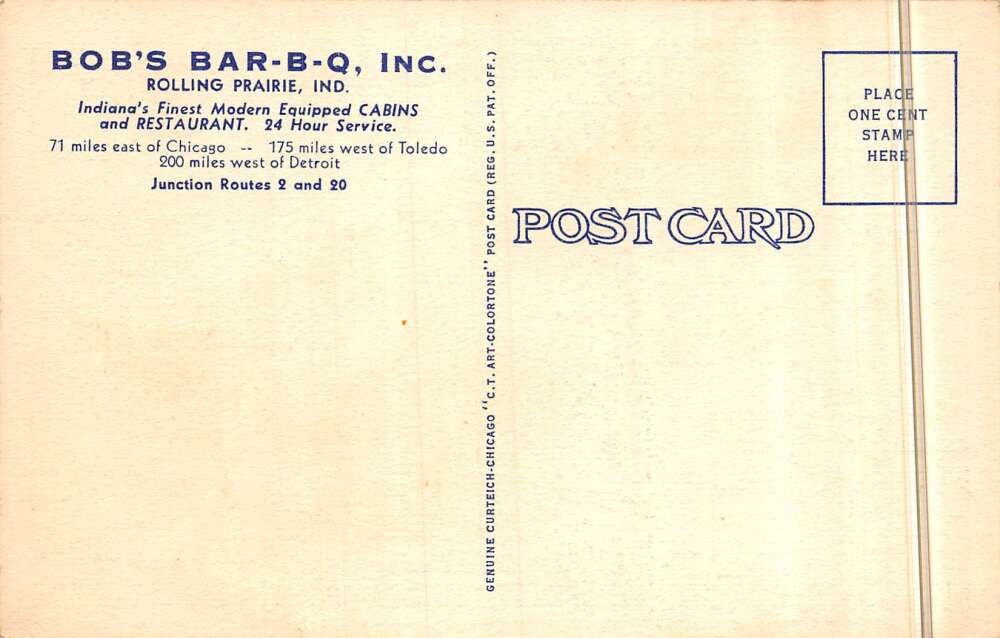 BOB'S BAR-B-Q, INC.
ROLLING PRAIRIE, IND.
Indiana's Finest Modern Equipped CABINS
and RESTAURANT. 24 Hour Service.
71 miles east of Chicago -- 175 miles west of Toledo
200 miles west of Detroit
Junction Routes 2 and 20
GENUINE CURTEICH-CHICAGO "C.T. ART-COLORTONE" POST CARD (REG. U.S. PAT. OFF.)
POST CARD
PLACE
ONE CENT
STAMP
HERE